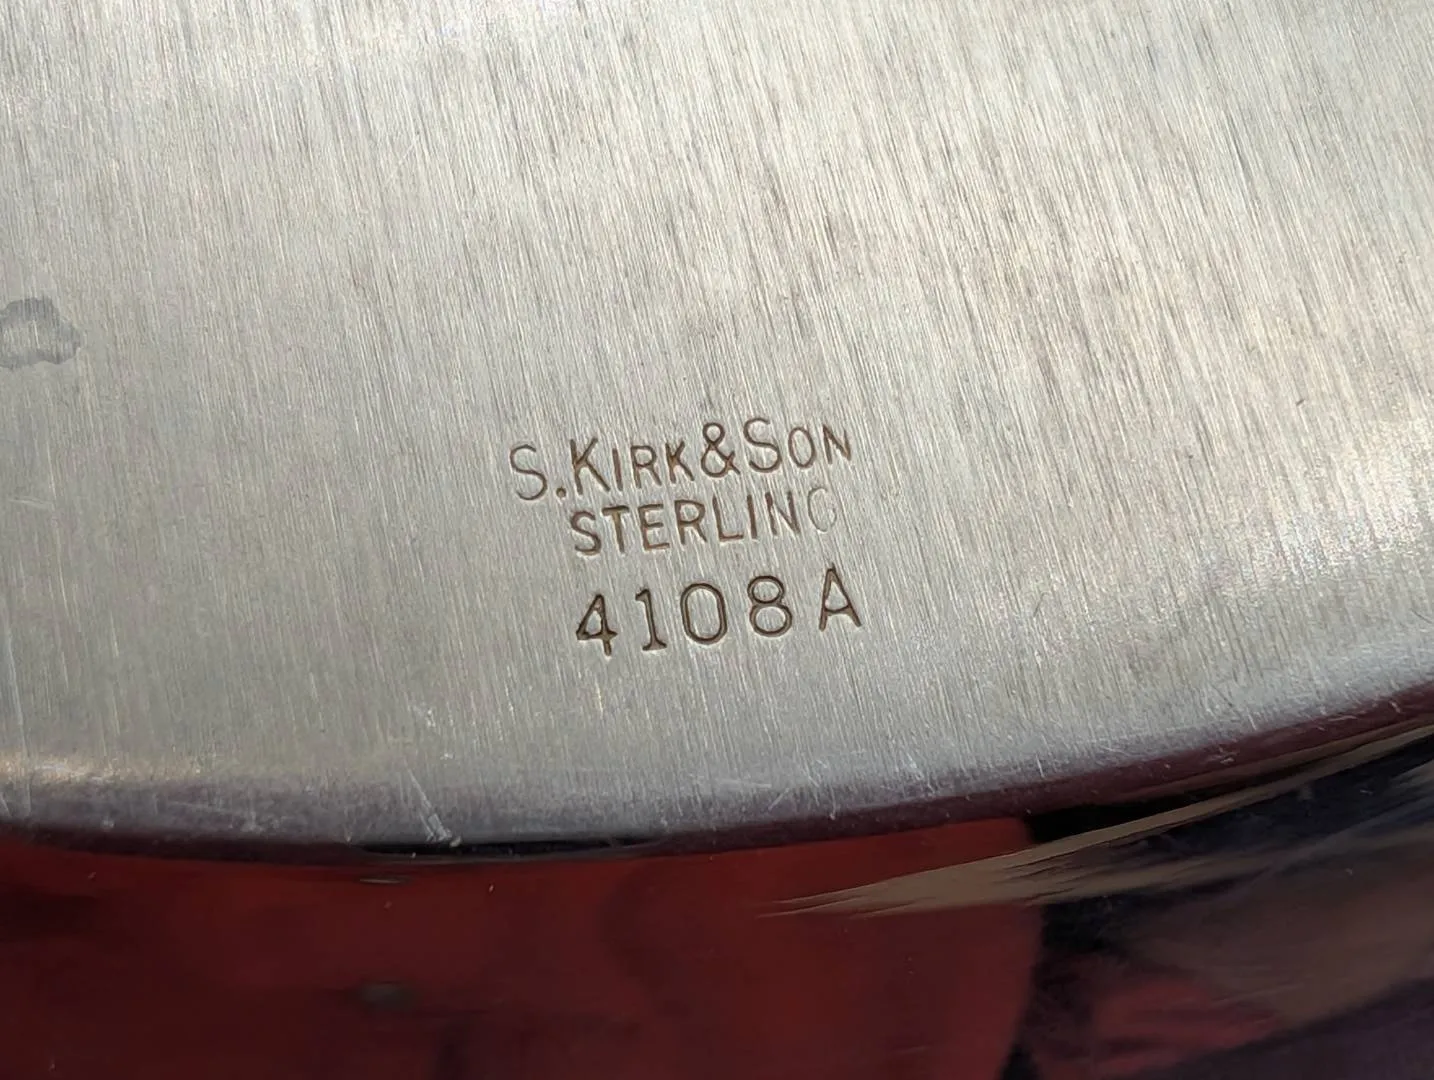 S. KIRK & SON
STERLING
4108A